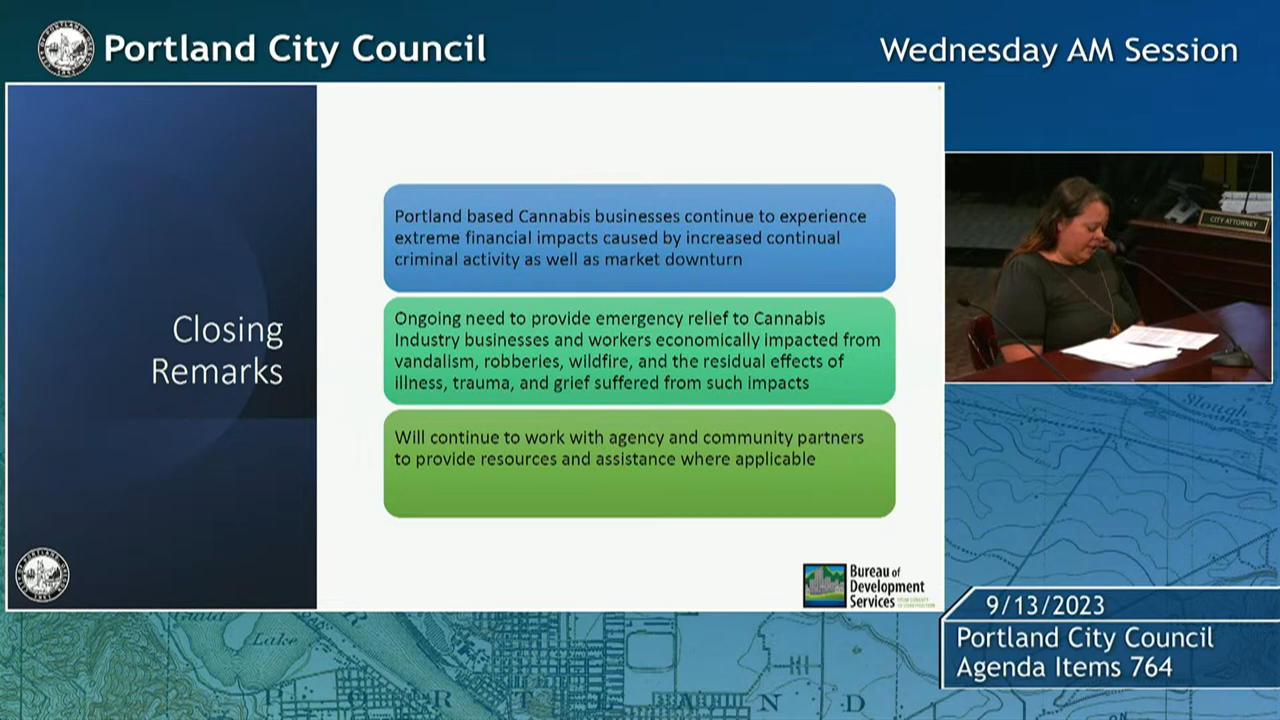 Portland City Council
Wednesday AM Session
Closing
Remarks
Portland based Cannabis businesses continue to experience
extreme financial impacts caused by increased continual
criminal activity as well as market downturn
Ongoing need to provide emergency relief to Cannabis
Industry businesses and workers economically impacted from
vandalism, robberies, wildfire, and the residual effects of
illness, trauma, and grief suffered from such impacts
Will continue to work with agency and community partners
to provide resources and assistance where applicable
Bureau of
Development
Services
CITY ATTORNEY
Slough
Lake
9/13/2023
Portland City Council
Agenda Items 764